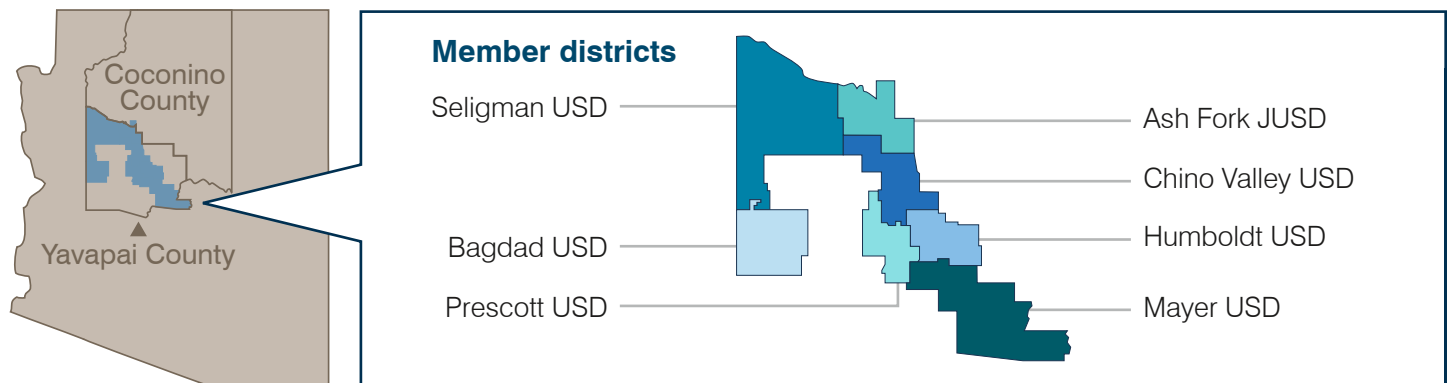 Coconino
County
Yavapai County
Member districts
Seligman USD
Bagdad USD
Prescott USD
Ash Fork JUSD
Chino Valley USD
Humboldt USD
Mayer USD